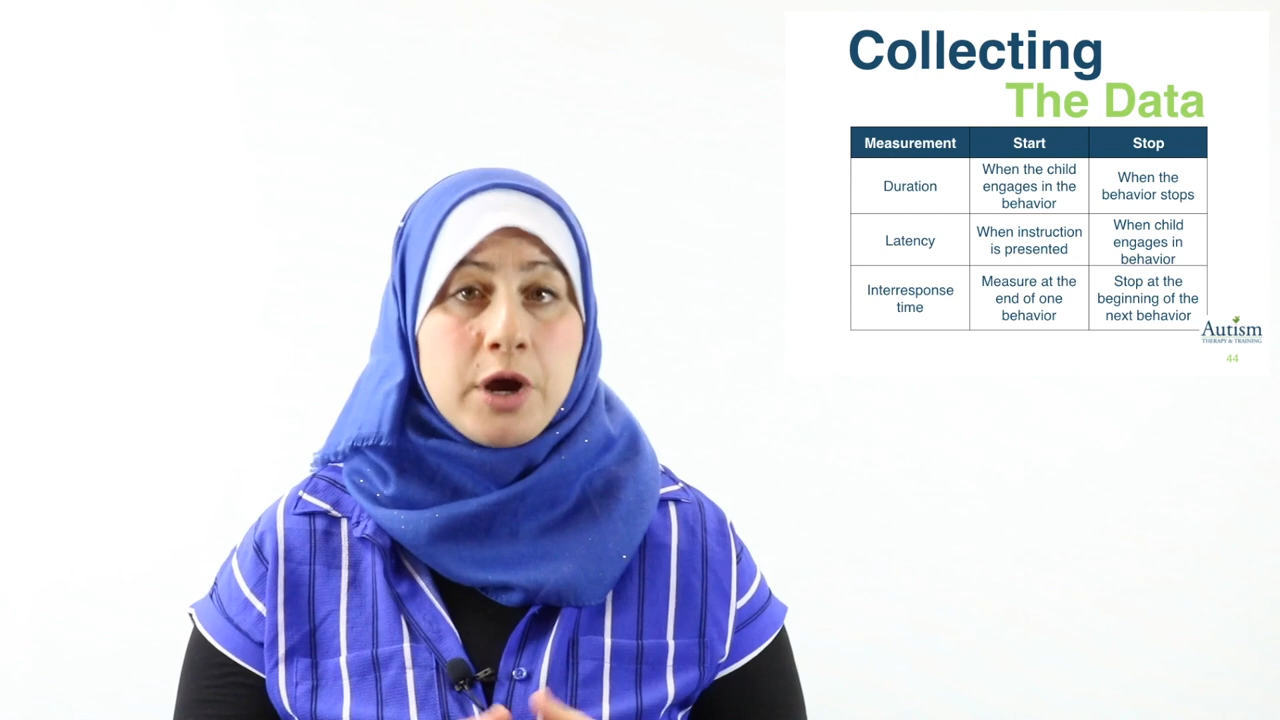 Collecting
The Data
Measurement Start Stop
Duration
When the child
engages in the
behavior
When the
behavior stops
Latency
When instruction
is presented
When child
engages in
behavior
Interresponse
time
Measure at the
end of one
behavior
Stop at the
beginning of the
next behavior
Autism
THERAPY & TRAINING
44